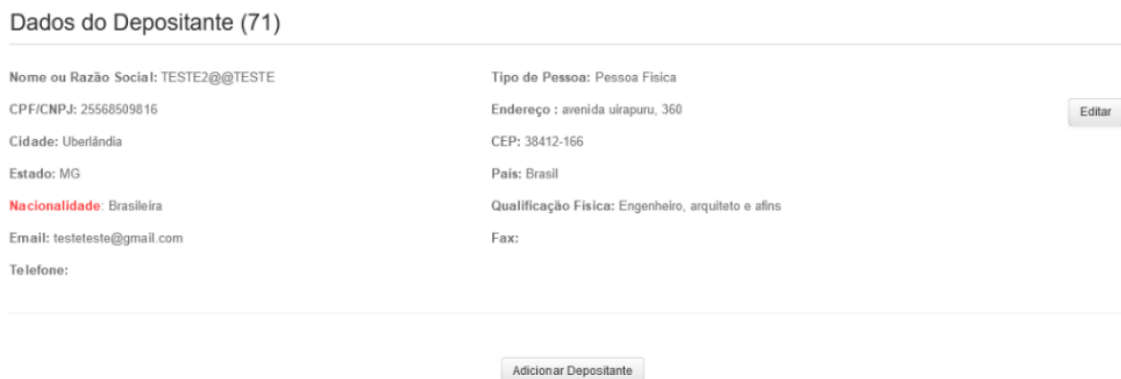 Dados do Depositante (71)
Nome ou Razão Social: TESTE2@@TESTE
Tipo de Pessoa: Pessoa Física
CPF/CNPJ: 25568509816
Endereço : avenida uirapuru, 360
Editar
Cidade: Uberlândia
CEP: 38412-166
Estado: MG
País: Brasil
Nacionalidade: Brasileira
Qualificação Física: Engenheiro, arquiteto e afins
Email: testeteste@gmail.com
Fax:
Telefone:
Adicionar Depositante